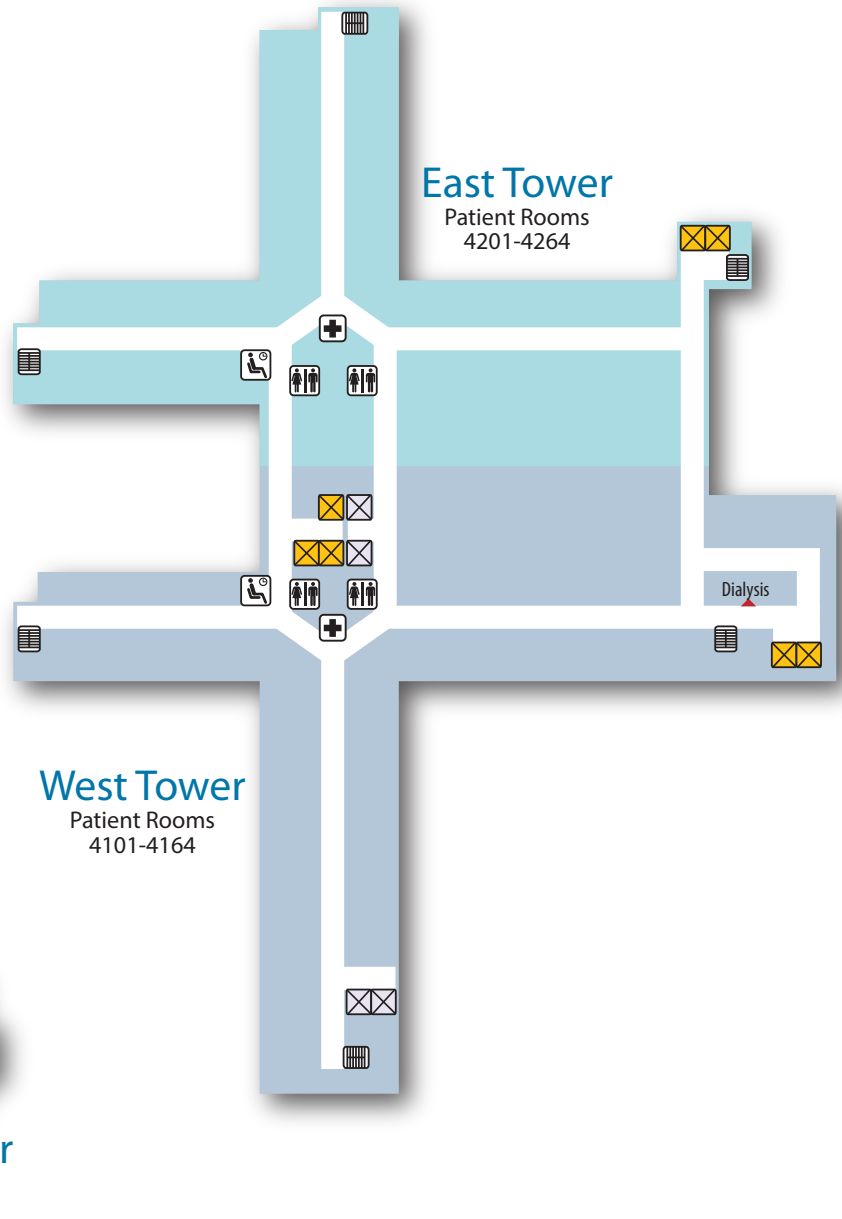 East Tower
Patient Rooms
4201-4264
Dialysis
West Tower
Patient Rooms
4101-4164
r